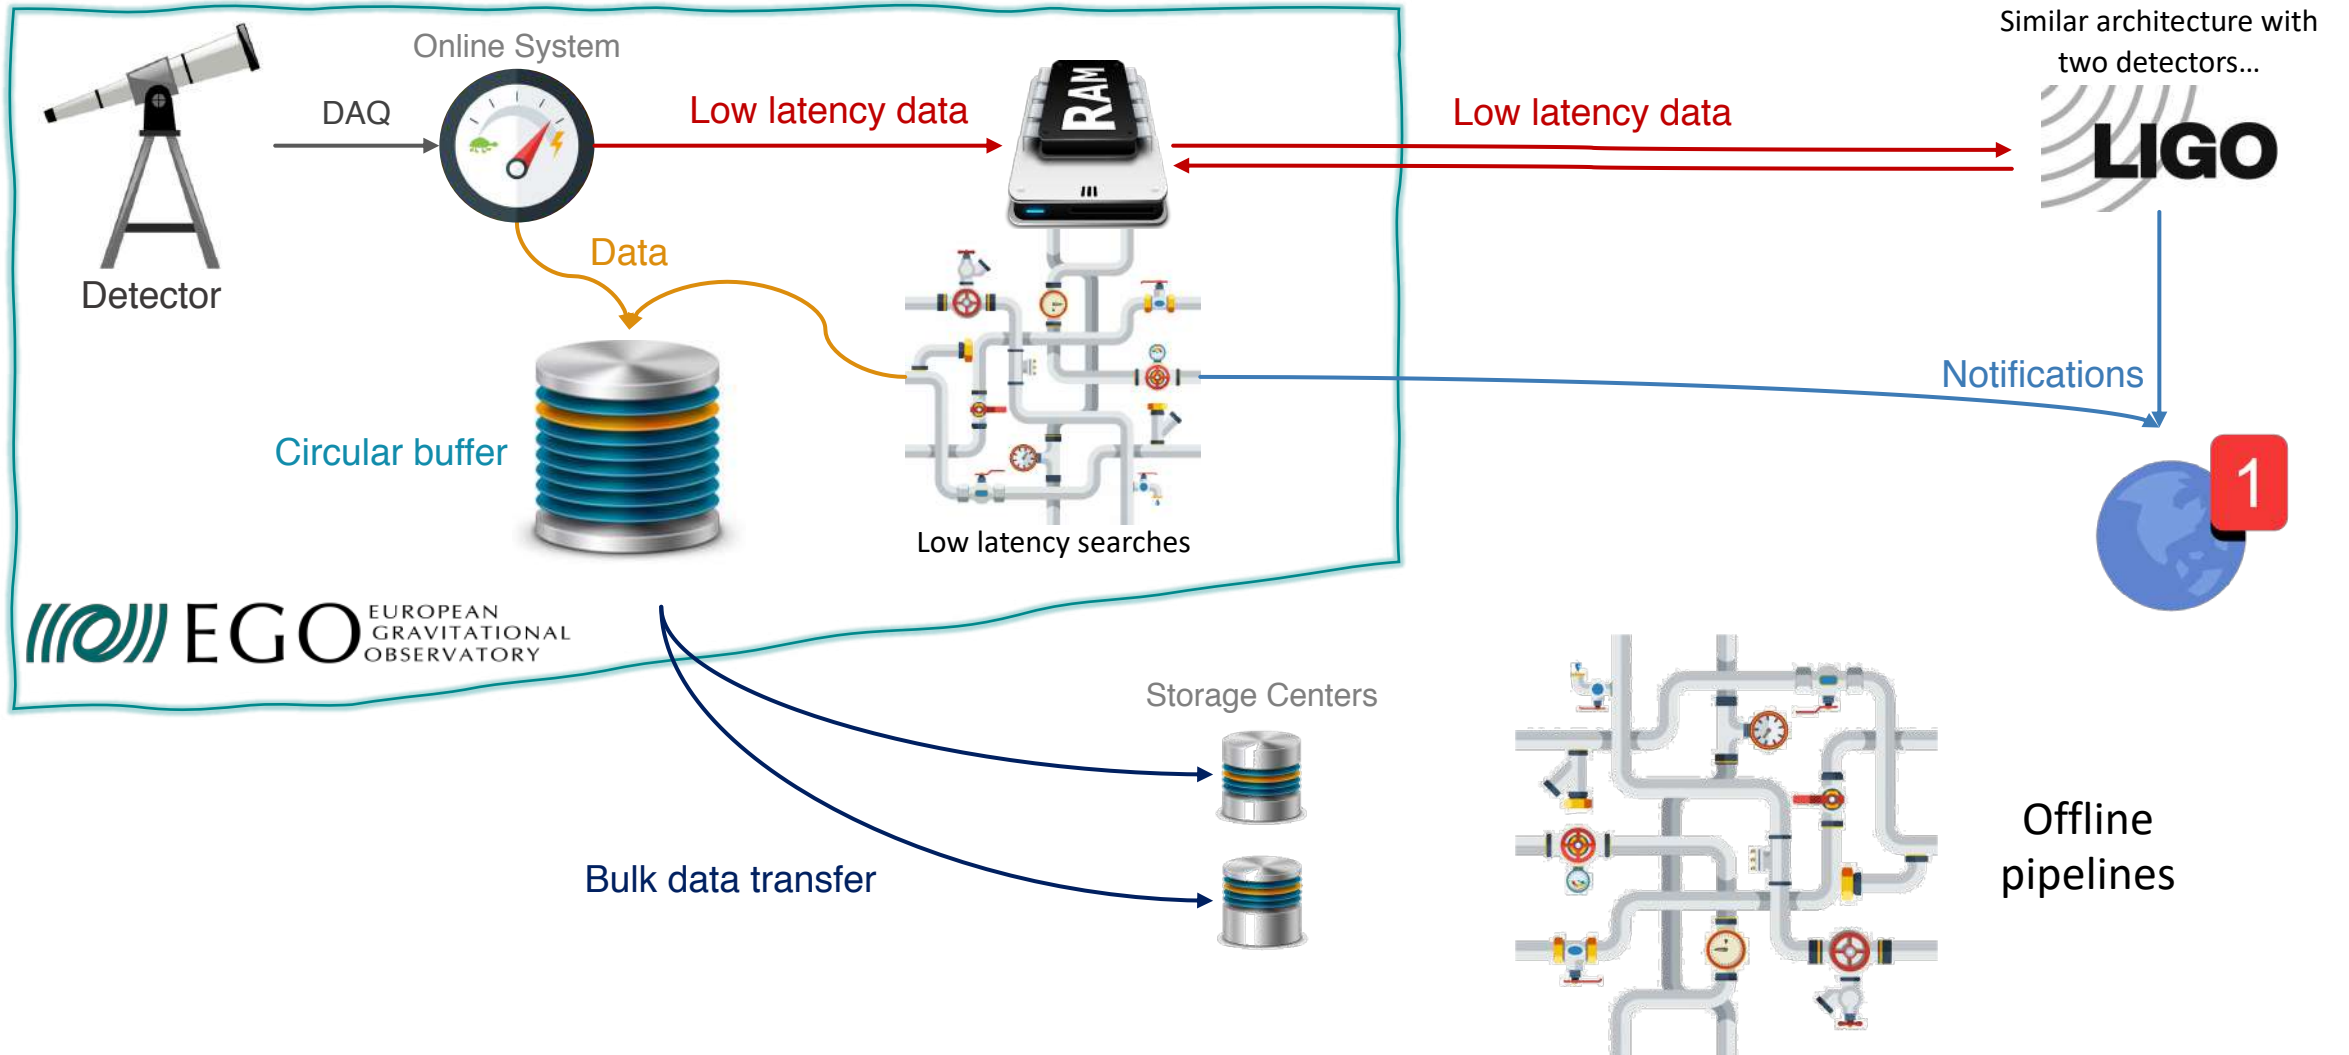 Similar architecture with
two detectors...
Online System
DAQ
Low latency data
RAM
Low latency data
LIGO
Detector
Data
Notifications
Circular buffer
1
Low latency searches
EGO
EUROPEAN
GRAVITATIONAL
OBSERVATORY
Storage Centers
Bulk data transfer
Offline
pipelines